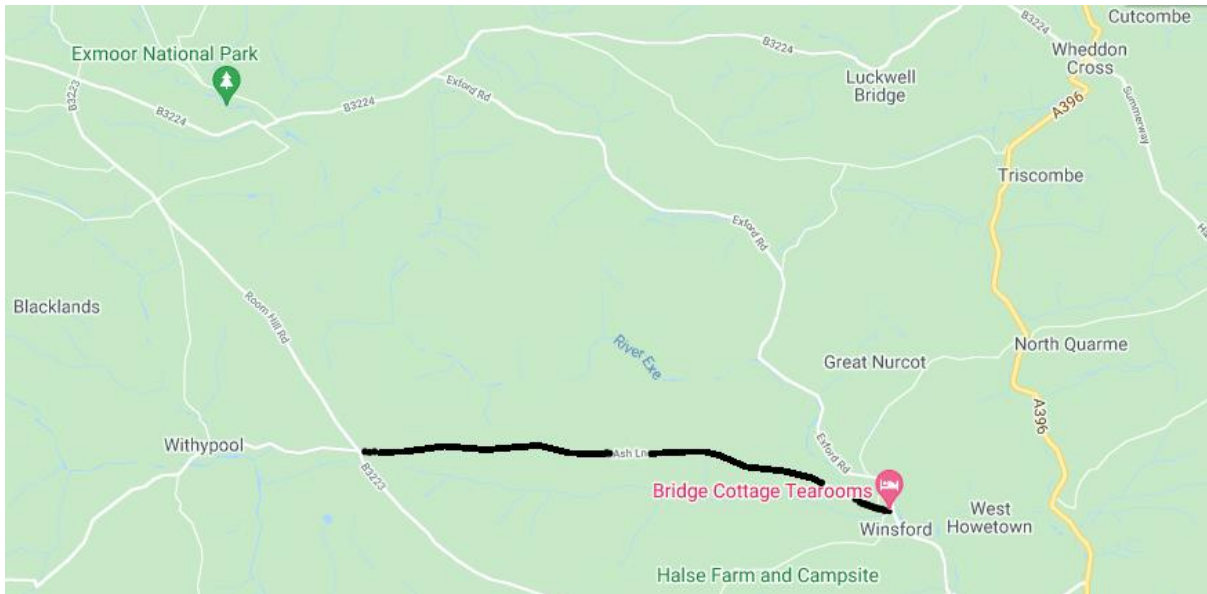 Cutcombe
Exmoor National Park
B3224
Wheddon
Cross
B3223
Luckwell
Bridge
Exford Rd
B3224
B3224
A396
Summerway
Triscombe
Exford Rd
Ha
Blacklands
Room Hill Rd
River Exe
North Quarme
Great Nurcot
A396
Withypool
Exford Rd
Ash Ln
B3223
Bridge Cottage Tearooms
West
Howetown
Winsford
Halse Farm and Campsite